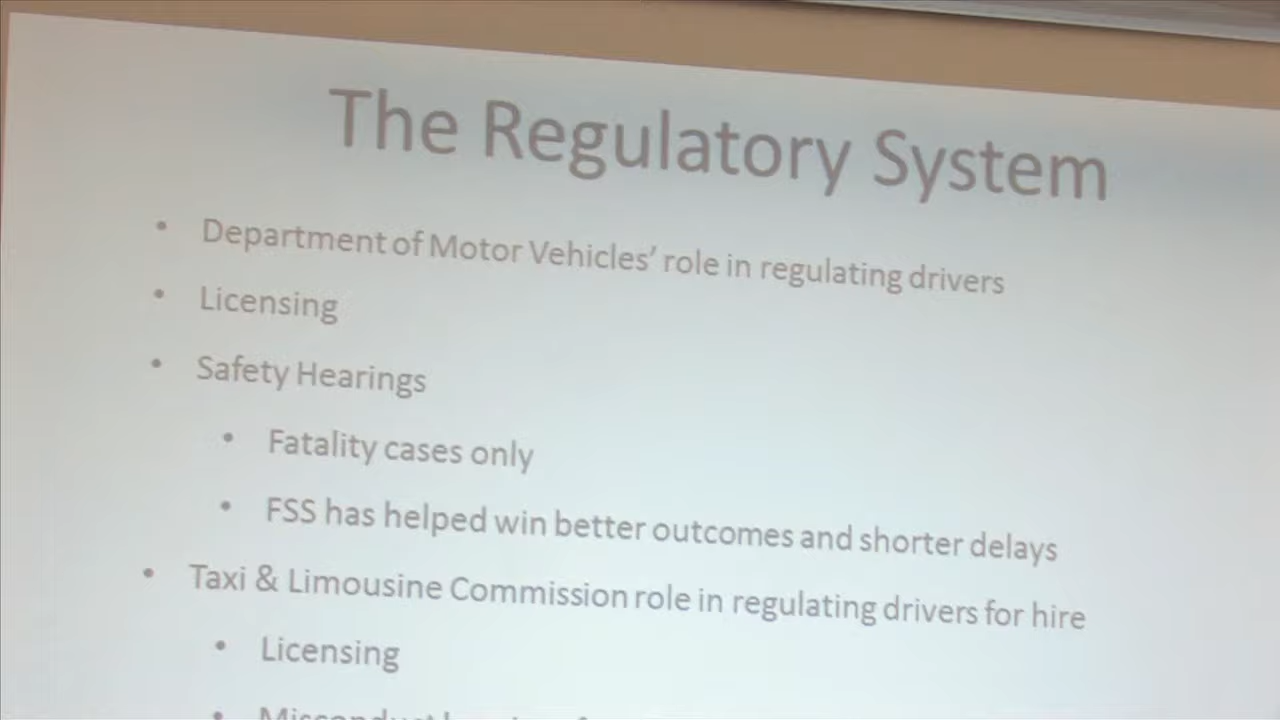 The Regulatory System
• Department of Motor Vehicles’ role in regulating drivers
• Licensing
• Safety Hearings
• Fatality cases only
• FSS has helped win better outcomes and shorter delays
• Taxi & Limousine Commission role in regulating drivers for hire
• Licensing